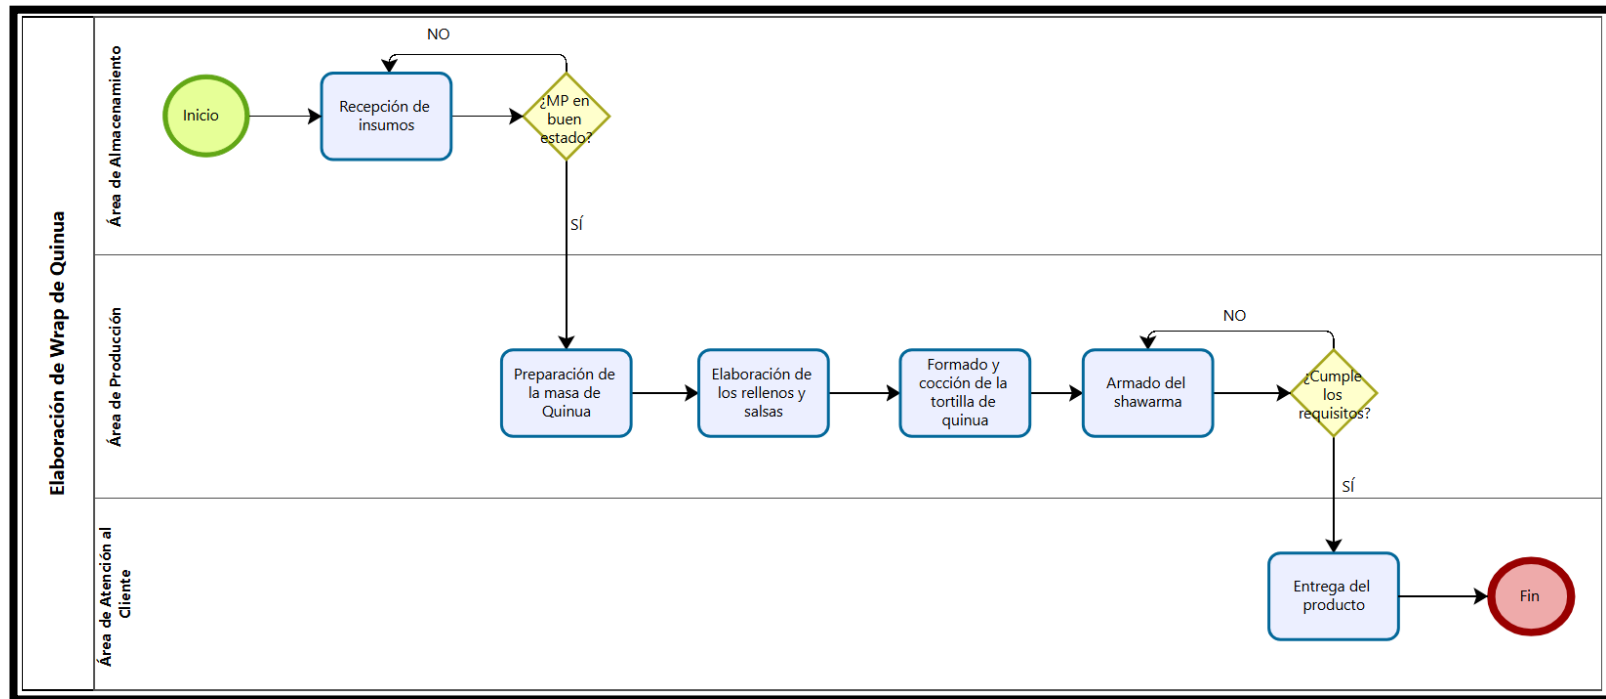 Elaboración de Wrap de Quinua
Área de Almacenamiento
Inicio
Recepción de
insumos
NO
¿MP en
buen
estado?
SÍ
Área de Producción
Preparación de
la masa de
Quinua
Elaboración de
los rellenos y
salsas
Formado y
cocción de la
tortilla de
quinua
Armado del
shawarma
NO
¿Cumple
los
requisitos?
SÍ
Área de Atención al
Cliente
Entrega del
producto
Fin